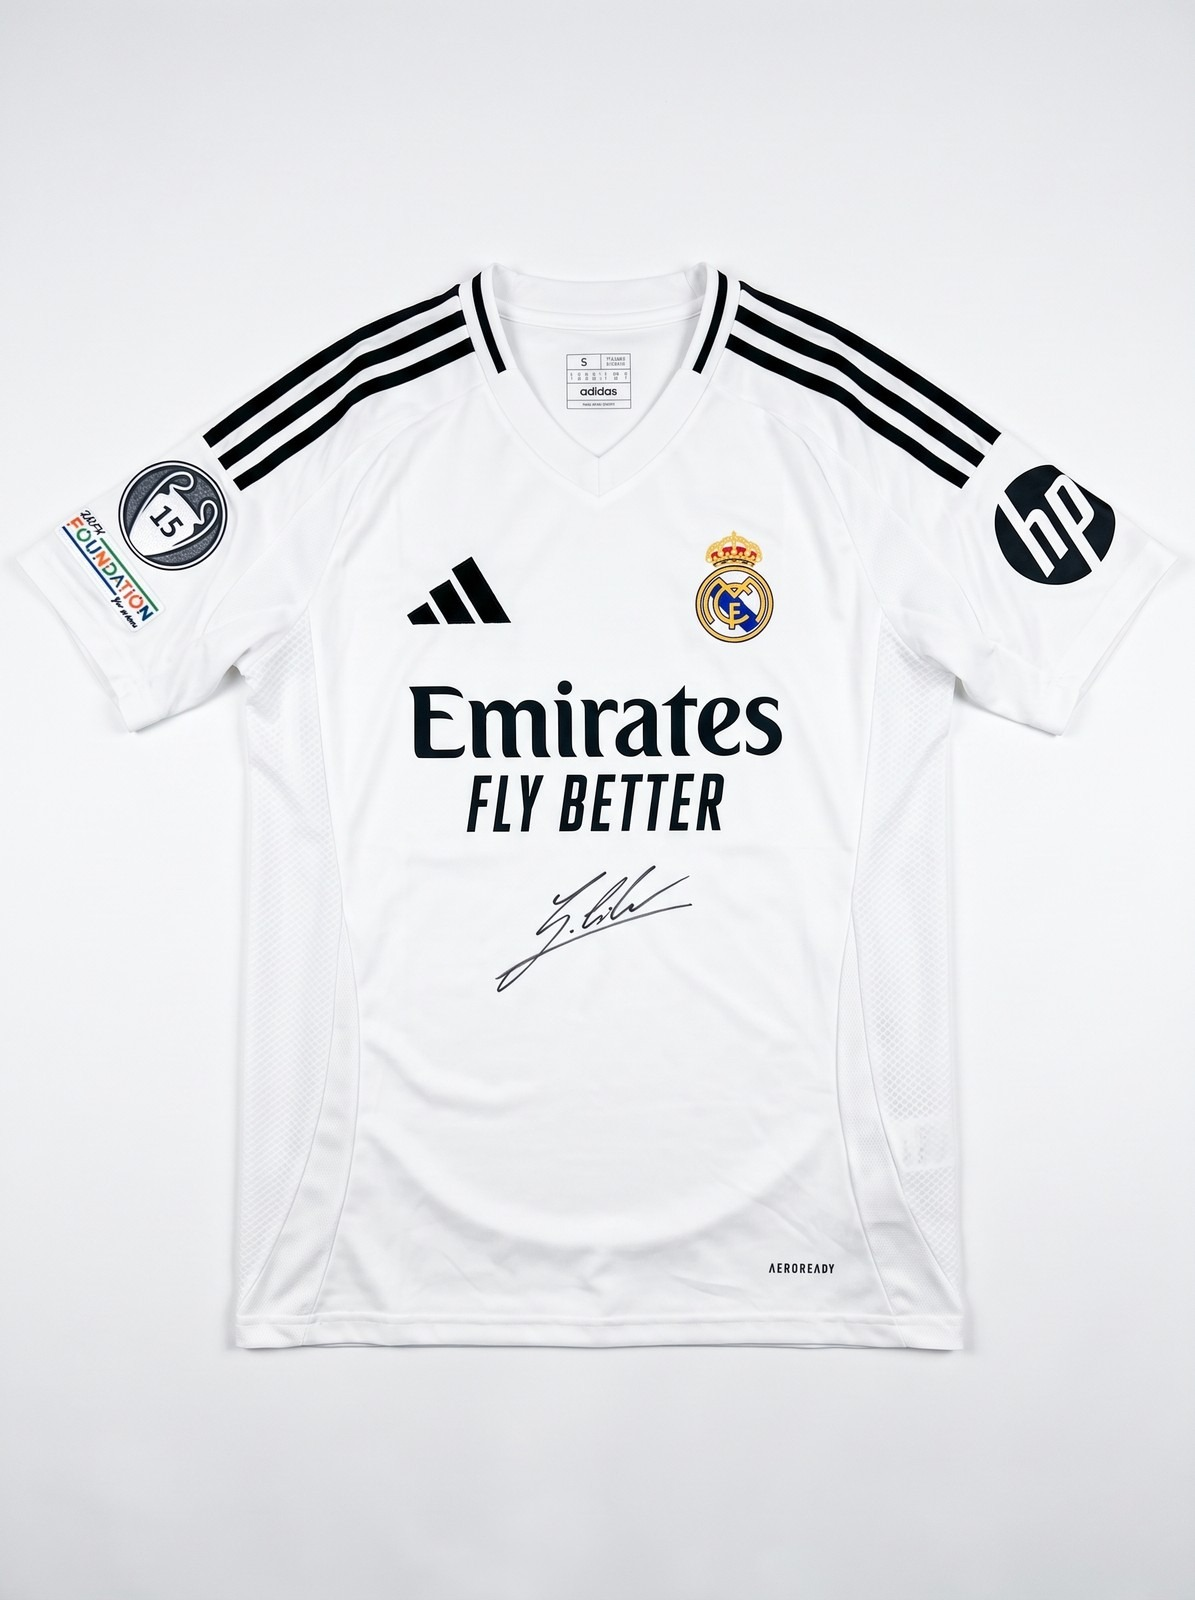 S
adidas
15
FOUNDATION
hp
Emirates
FLY BETTER
AEROREADY